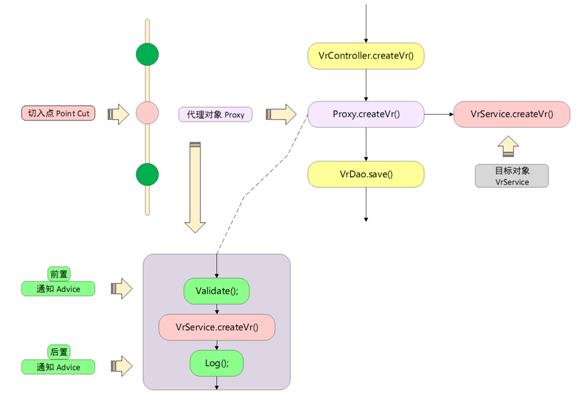 VrController.createVr()
切入点 Point Cut
代理对象 Proxy
Proxy.createVr()
VrService.createVr()
目标对象
VrService
VrDao.save()
前置
通知 Advice
Validate();
VrService.createVr()
后置
通知 Advice
Log();